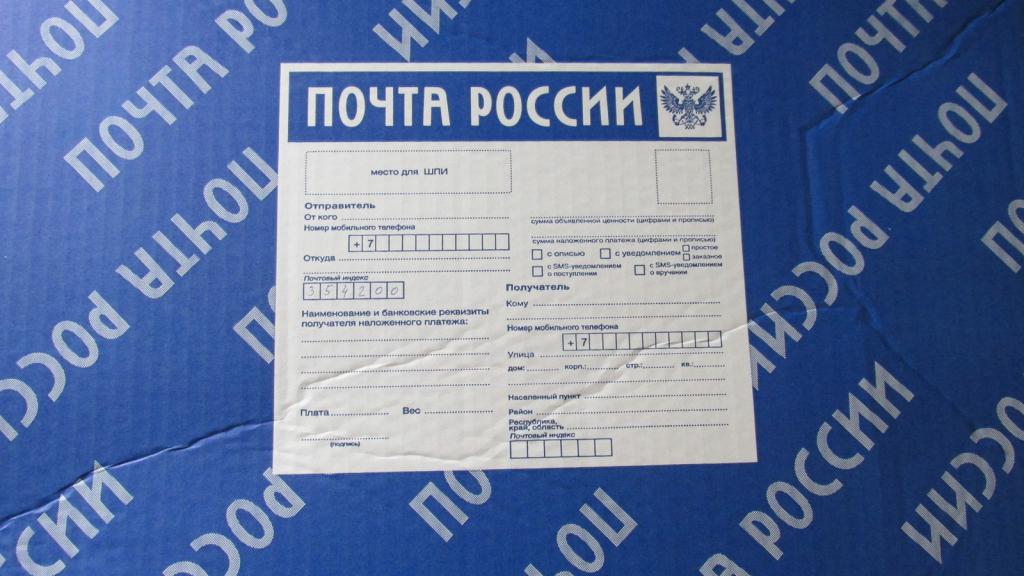 ПОЧТА РОССИИ
место для ШПИ
Отправитель
От кого
Номер мобильного телефона
+7
Откуда
Почтовый индекс
354200
Наименование и банковские реквизиты
получателя наложенного платежа:
Плата Вес
(подпись)
сумма объявленной ценности (цифрами и прописью)
сумма наложенного платежа (цифрами и прописью)
с описью с уведомлением простое
заказное
с SMS-уведомлением
о поступлении
с SMS-уведомлением
о вручении
Получатель
Кому
Номер мобильного телефона
+7
Улица
дом: корп.: стр.: кв.:
Населенный пункт
Район
Республика,
край, область
Почтовый индекс
ПОЧТА РО
ПОЧТА РОССИИ
ПОЧТА РОССИИ
ПОЧТА РОССИИ